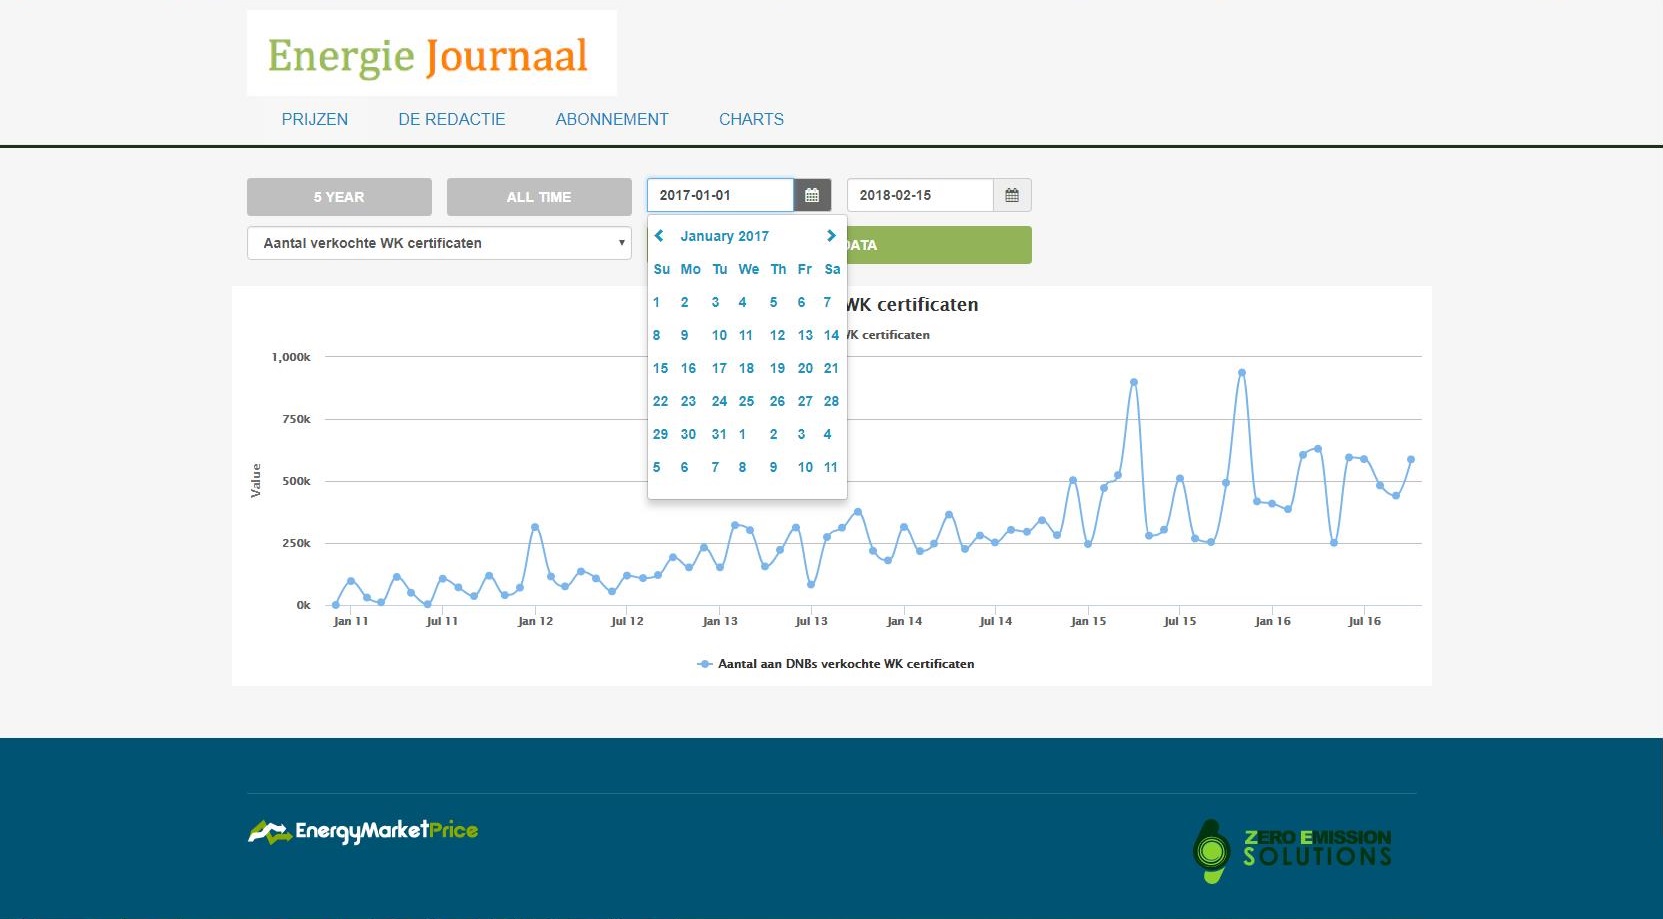 Energie Journaal
PRIJZEN DE REDACTIE ABONNEMENT CHARTS
5 YEAR ALL TIME 2017-01-01 2018-02-15
Aantal verkochte WK certificaten DATA
January 2017
Su Mo Tu We Th Fr Sa
1 2 3 4 5 6 7
8 9 10 11 12 13 14
15 16 17 18 19 20 21
22 23 24 25 26 27 28
29 30 31 1 2 3 4
5 6 7 8 9 10 11
WK certificaten
WK certificaten
1,000k
750k
500k
250k
0k
Value
Jan 11 Jul 11 Jan 12 Jul 12 Jan 13 Jul 13 Jan 14 Jul 14 Jan 15 Jul 15 Jan 16 Jul 16
Aantal aan DNBs verkochte WK certificaten
EnergyMarketPrice
ZERO EMISSION
SOLUTIONS